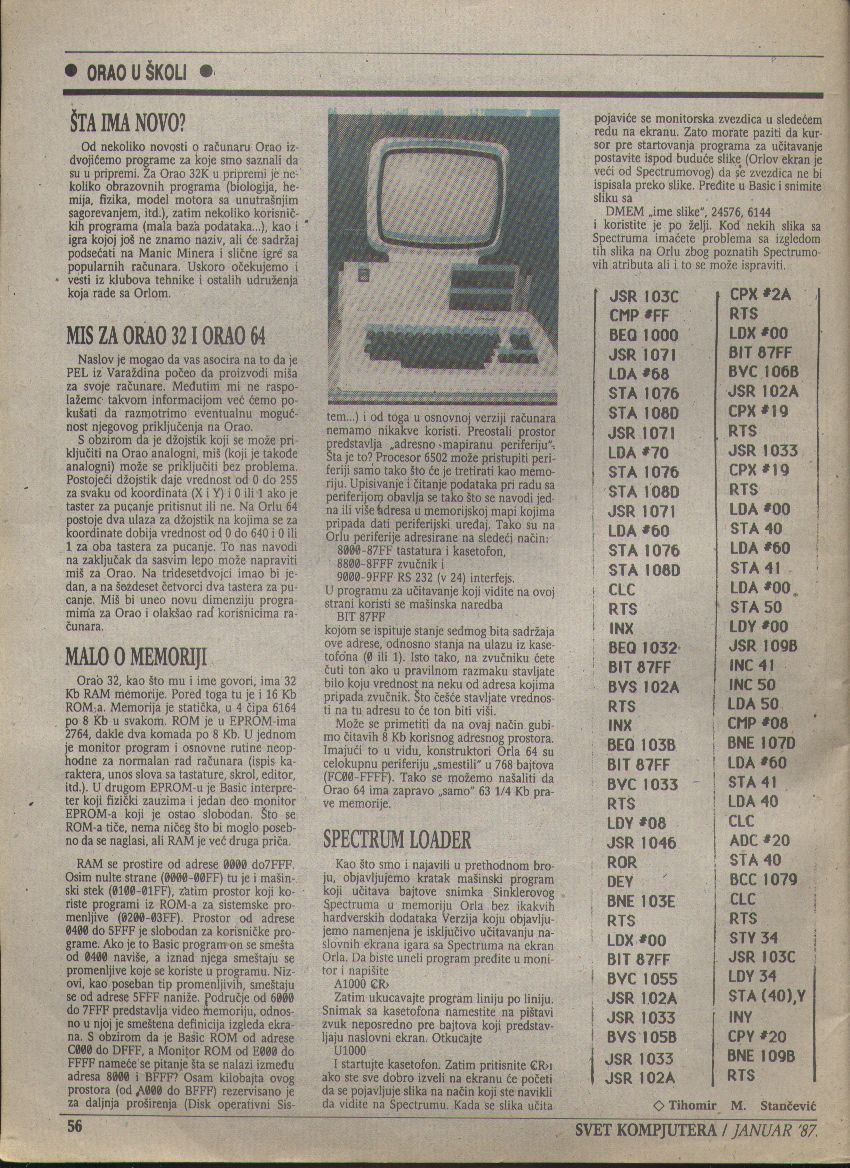 ● ORAO U ŠKOLI ●
ŠTA IMA NOVO?
Od nekoliko novosti o računaru Orao iz-
dvojićemo programe za koje smo saznali da
su u pripremi. Za Orao 32K u pripremi je ne-
koliko obrazovnih programa (biologija, he-
mija, fizika, model motora sa unutrašnjim
sagorevanjem, itd.), zatim nekoliko korisnič-
kih programa (mala baza podataka...), kao i
igra kojoj još ne znamo naziv, ali će sadržaj
podsećati na Manic Minera i slične igre sa
popularnih računara. Uskoro očekujemo i
vesti iz klubova tehnike i ostalih udruženja
koja rade sa Orlom.
MIS ZA ORAO 32 I ORAO 64
Naslov je mogao da vas asocira na to da je
PEL iz Varaždina počeo da proizvodi miša
za svoje računare. Međutim mi ne raspo-
lažemo takvom informacijom već ćemo po-
kušati da razmotrimo eventualnu moguć-
nost njegovog priključenja na Orao.
S obzirom da je džojstik koji se može pri-
ključiti na Orao analogni, miš (koji je takođe
analogni) može se priključiti bez problema.
Postojeći džojstik daje vrednost od 0 do 255
za svaku od koordinata (X i Y) i 0 ili 1 ako je
taster za pucanje pritisnut ili ne. Na Orlu 64
postoje dva ulaza za džojstik na kojima se za
koordinate dobija vrednost od 0 do 640 i 0 ili
1 za oba tastera za pucanje. To nas navodi
na zaključak da sasvim lepo može napraviti
miš za Orao. Na tridesetdvojci imao bi je-
dan, a na šezdeset četvorci dva tastera za pu-
canje. Miš bi uneo novu dimenziju progra-
mima za Orao i olakšao rad korisnicima ra-
čunara.
MALO O MEMORIJI
Orao 32, kao što mu i ime govori, ima 32
Kb RAM memorije. Pored toga tu je i 16 Kb
ROM-a. Memorija je statička, u 4 čipa 6164
po 8 Kb u svakom. ROM je u EPROM-ima
2764, dakle dva komada po 8 Kb. U jednom
je monitor program i osnovne rutine neop-
hodne za normalan rad računara (ispis ka-
raktera, unos slova sa tastature, skrol, editor,
itd.). U drugom EPROM-u je Basic interpre-
ter koji fizički zauzima i jedan deo monitor
EPROM-a koji je ostao slobodan. Što se
ROM-a tiče, nema ničeg što bi moglo poseb-
no da se naglasi, ali RAM je već druga priča.
RAM se prostire od adrese 0000 do7FFF.
Osim nulte strane (0000-00FF) tu je i mašin-
ski stek (0100-01FF), zatim prostor koji ko-
riste programi iz ROM-a za sistemske pro-
menljive (0200-03FF). Prostor od adrese
0400 do 5FFF je slobodan za korisničke pro-
grame. Ako je to Basic program on se smešta
od 0400 naviše, a iznad njega smeštaju se
promenljive koje se koriste u programu. Niz-
ovi, kao poseban tip promenljivih, smeštaju
se od adrese 5FFF naniže. Područje od 6000
do 7FFF predstavlja video memoriju, odnos-
no u njoj je smeštena definicija izgleda ekra-
na. S obzirom da je Basic ROM od adrese
C000 do DFFF, a Monitor ROM od E000 do
FFFF nameće se pitanje šta se nalazi između
adresa 8000 i BFFF? Osam kilobajta ovog
prostora (od A000 do BFFF) rezervisano je
za daljnja proširenja (Disk operativni Sis-
tem...) i od toga u osnovnoj verziji računara
nemamo nikakve koristi. Preostali prostor
predstavlja „adresno mapiranu periferiju“.
Šta je to? Procesor 6502 može pristupiti peri-
feriji samo tako što će je tretirati kao memo-
riju. Upisivanje i čitanje podataka pri radu sa
periferijom obavlja se tako što se navodi jed-
na ili više adresa u memorijskoj mapi kojima
pripada dati periferijski uređaj. Tako su na
Orlu periferije adresirane na sledeći način:
8000-87FF tastatura i kasetofon,
8800-8FFF zvučnik i
9000-9FFF RS 232 (v 24) interfejs.
U programu za učitavanje koji vidite na ovoj
strani koristi se mašinska naredba
BIT 87FF
kojom se ispituje stanje sedmog bita sadržaja
ove adrese, odnosno stanja na ulazu iz kase-
tofona (0 ili 1). Isto tako, na zvučniku ćete
čuti ton ako u pravilnom razmaku stavljate
bilo koju vrednost na neku od adresa kojima
pripada zvučnik. Što češće stavljate vrednos-
ti na tu adresu to će ton biti viši.
Može se primetiti da na ovaj način gubi-
mo čitavih 8 Kb korisnog adresnog prostora.
Imajući to u vidu, konstruktori Orla 64 su
celokupnu periferiju „smestili“ u 768 bajtova
(FC00-FFFF). Tako se možemo našaliti da
Orao 64 ima zapravo „samo“ 63 1/4 Kb pra-
ve memorije.
SPECTRUM LOADER
Kao što smo i najavili u prethodnom bro-
ju, objavljujemo kratak mašinski program
koji učitava bajtove snimka Sinklerovog
Spectruma u memoriju Orla bez ikakvih
hardverskih dodataka Verzija koju objavlju-
jemo namenjena je isključivo učitavanju na-
slovnih ekrana igara sa Spectruma na ekran
Orla. Da biste uneli program pređite u moni-
tor i napišite
A1000 <CR>
Zatim ukucavajte program liniju po liniju.
Snimak sa kasetofona namestite na pištavi
zvuk neposredno pre bajtova koji predstav-
ljaju naslovni ekran. Otkucajte
U1000
I startujte kasetofon. Zatim pritisnite <CR>i
ako ste sve dobro izveli na ekranu će početi
da se pojavljuje slika na način koji ste navikli
da vidite na Spectrumu. Kada se slika učita
pojaviće se monitorska zvezdica u sledećem
redu na ekranu. Zato morate paziti da kur-
sor pre startovanja programa za učitavanje
postavite ispod buduće slike (Orlov ekran je
veći od Spectrumovog) da se zvezdica ne bi
ispisala preko slike. Pređite u Basic i snimite
sliku sa
DMEM „ime slike“, 24576, 6144
i koristite je po želji. Kod nekih slika sa
Spectruma imaćete problema sa izgledom
tih slika na Orlu zbog poznatih Spectrumo-
vih atributa ali i to se može ispraviti.
JSR 103C
CMP #FF
BEQ 1000
JSR 1071
LDA #68
STA 1076
STA 108D
JSR 1071
LDA #70
STA 1076
STA 108D
JSR 1071
LDA #60
STA 1076
STA 108D
CLC
RTS
INX
BEQ 1032
BIT 87FF
BVS 102A
RTS
INX
BEQ 103B
BIT 87FF
BVC 1033
RTS
LDY #08
JSR 1046
ROR
DEY
BNE 103E
RTS
LDX #00
BIT 87FF
BVC 1055
JSR 102A
JSR 1033
BVS 105B
JSR 1033
JSR 102A
CPX #2A
RTS
LDX #00
BIT 87FF
BVC 106B
JSR 102A
CPX #19
RTS
JSR 1033
CPX #19
RTS
LDA #00
STA 40
LDA #60
STA 41
LDA #00
STA 50
LDY #00
JSR 109B
INC 41
INC 50
LDA 50
CMP #08
BNE 107D
LDA #60
STA 41
LDA 40
CLC
ADC #20
STA 40
BCC 1079
CLC
RTS
STY 34
JSR 103C
LDY 34
STA (40),Y
INY
CPY #20
BNE 109B
RTS
◇ Tihomir M. Stančević
56
SVET KOMPJUTERA / JANUAR '87.